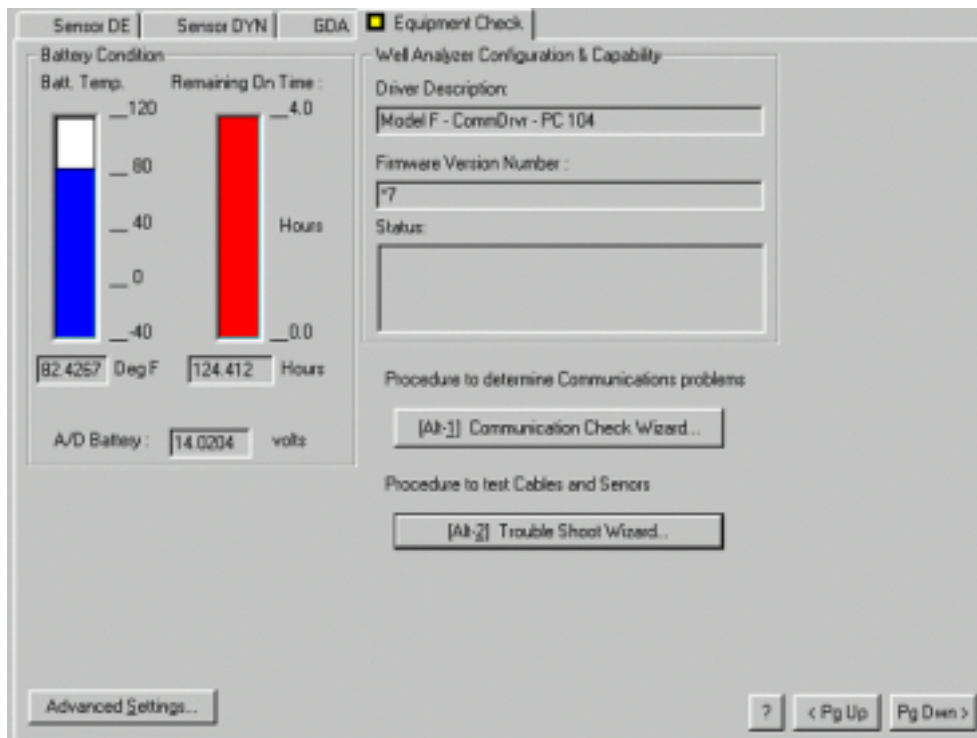 Sensor DE
Sensor DYN
GDA
Equipment Check
Battery Condition
Batt. Temp.
Remaining On Time :
120
80
40
0
-40
4.0
Hours
0.0
82.4267 Deg F
124.412 Hours
A/D Battery : 14.0204 volts
Well Analyzer Configuration & Capability
Driver Description:
Model F - CommDrvr - PC 104
Firmware Version Number :
*7
Status:
Procedure to determine Communications problems
[Alt-1] Communication Check Wizard...
Procedure to test Cables and Senors
[Alt-2] Trouble Shoot Wizard...
Advanced Settings...
?
< Pg Up
Pg Down >